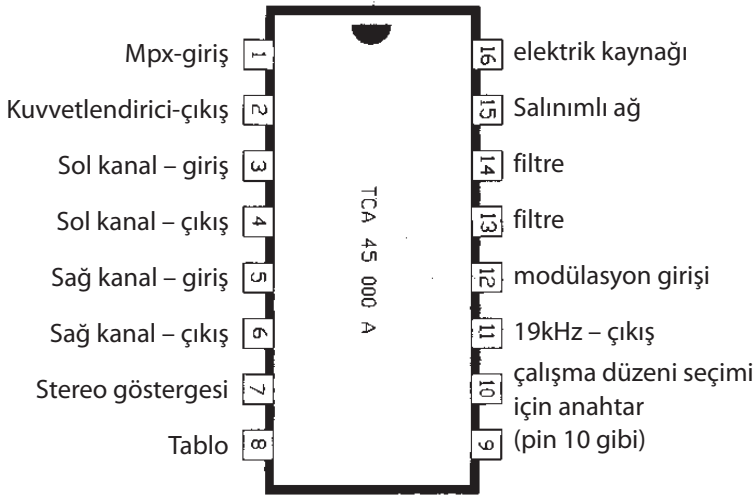 Mpx-giriş 1
Kuvvetlendirici-çıkış 2
Sol kanal – giriş 3
Sol kanal – çıkış 4
Sağ kanal – giriş 5
Sağ kanal – çıkış 6
Stereo göstergesi 7
Tablo 8
TCA 45 000 A
16 elektrik kaynağı
15 Salınımlı ağ
14 filtre
13 filtre
12 modülasyon girişi
11 19kHz – çıkış
10 çalışma düzeni seçimi
için anahtar
9 (pin 10 gibi)